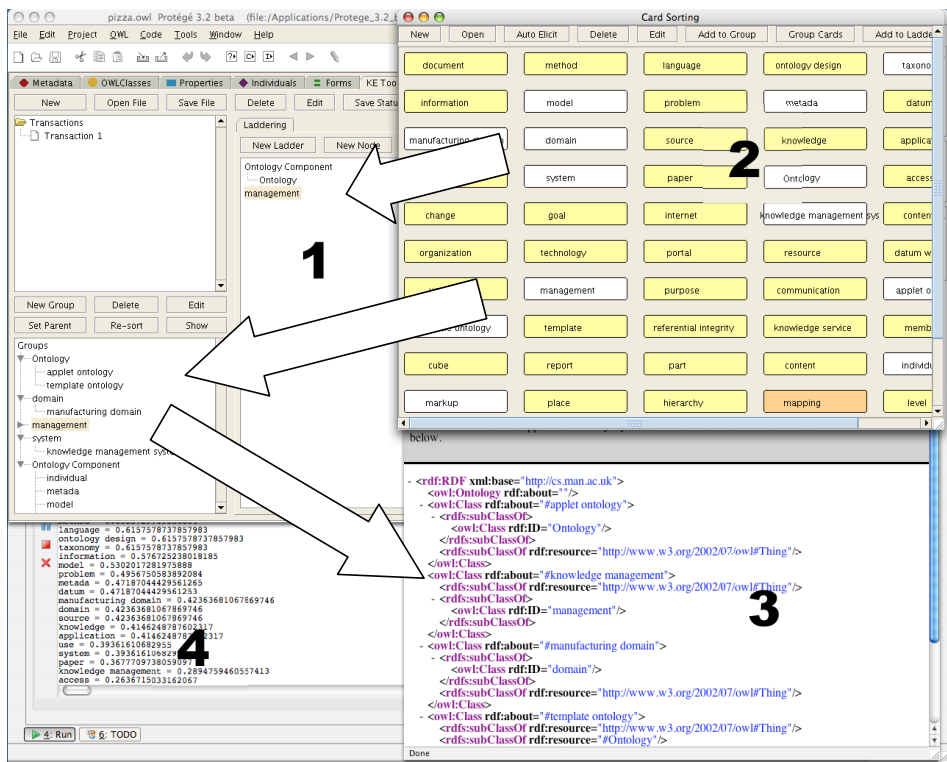 pizza.owl Protégé 3.2 beta (file:/Applications/Protege_3.2_b
File Edit Project OWL Code Tools Window Help
Metadata OWLClasses Properties Individuals Forms KE Too
New Open File Save File Delete Edit Save Statu
Transactions
Transaction 1
Laddering
New Ladder New Node
Ontology Component
Ontology
management
1
New Group Delete Edit
Set Parent Re-sort Show
Groups
Ontology
applet ontology
template ontology
domain
manufacturing domain
management
system
knowledge management sys
Ontology Component
individual
metada
model
Card Sorting
New Open Auto Elicit Delete Edit Add to Group Group Cards Add to Ladde
document method language ontology design taxono
information model problem metada datum
manufacturing domain source knowledge applica
system paper Ontology access
2
change goal internet knowledge management sys conten
organization technology portal resource datum w
management purpose communication applet o
ontology template referential integrity knowledge service memb
cube report part content individu
markup place hierarchy mapping level
below.
- <rdf:RDF xml:base="http://cs.man.ac.uk">
<owl:Ontology rdf:about=""/>
- <owl:Class rdf:about="#applet ontology">
- <rdfs:subClassOf>
<owl:Class rdf:ID="Ontology"/>
</rdfs:subClassOf>
<rdfs:subClassOf rdf:resource="http://www.w3.org/2002/07/owl#Thing"/>
</owl:Class>
- <owl:Class rdf:about="#knowledge management">
<rdfs:subClassOf rdf:resource="http://www.w3.org/2002/07/owl#Thing"/>
- <rdfs:subClassOf>
<owl:Class rdf:ID="management"/>
</rdfs:subClassOf>
</owl:Class>
- <owl:Class rdf:about="#manufacturing domain">
- <rdfs:subClassOf>
<owl:Class rdf:ID="domain"/>
</rdfs:subClassOf>
<rdfs:subClassOf rdf:resource="http://www.w3.org/2002/07/owl#Thing"/>
</owl:Class>
- <owl:Class rdf:about="#template ontology">
<rdfs:subClassOf rdf:resource="http://www.w3.org/2002/07/owl#Thing"/>
<rdfs:subClassOf rdf:resource="#Ontology"/>
3
Done
language = 0.6157578737857983
ontology design = 0.6157578737857983
taxonomy = 0.6157578737857983
information = 0.576725238018185
model = 0.5302017281975888
problem = 0.4956750583892084
metada = 0.47187044429561265
datum = 0.47187044429561253
manufacturing domain = 0.42363681067869746
domain = 0.42363681067869746
source = 0.42363681067869746
knowledge = 0.4146248787602317
application = 0.4146248787602317
use = 0.39361610682955
system = 0.3936161068295
paper = 0.3677709738059097
knowledge management = 0.2894759460557413
access = 0.2636715033162067
4
4: Run 6: TODO